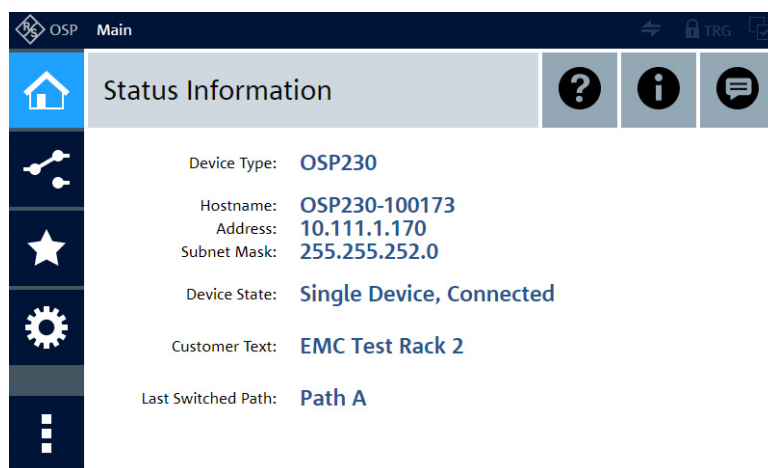 R&S OSP Main TRG
Status Information
Device Type: OSP230
Hostname: OSP230-100173
Address: 10.111.1.170
Subnet Mask: 255.255.252.0
Device State: Single Device, Connected
Customer Text: EMC Test Rack 2
Last Switched Path: Path A